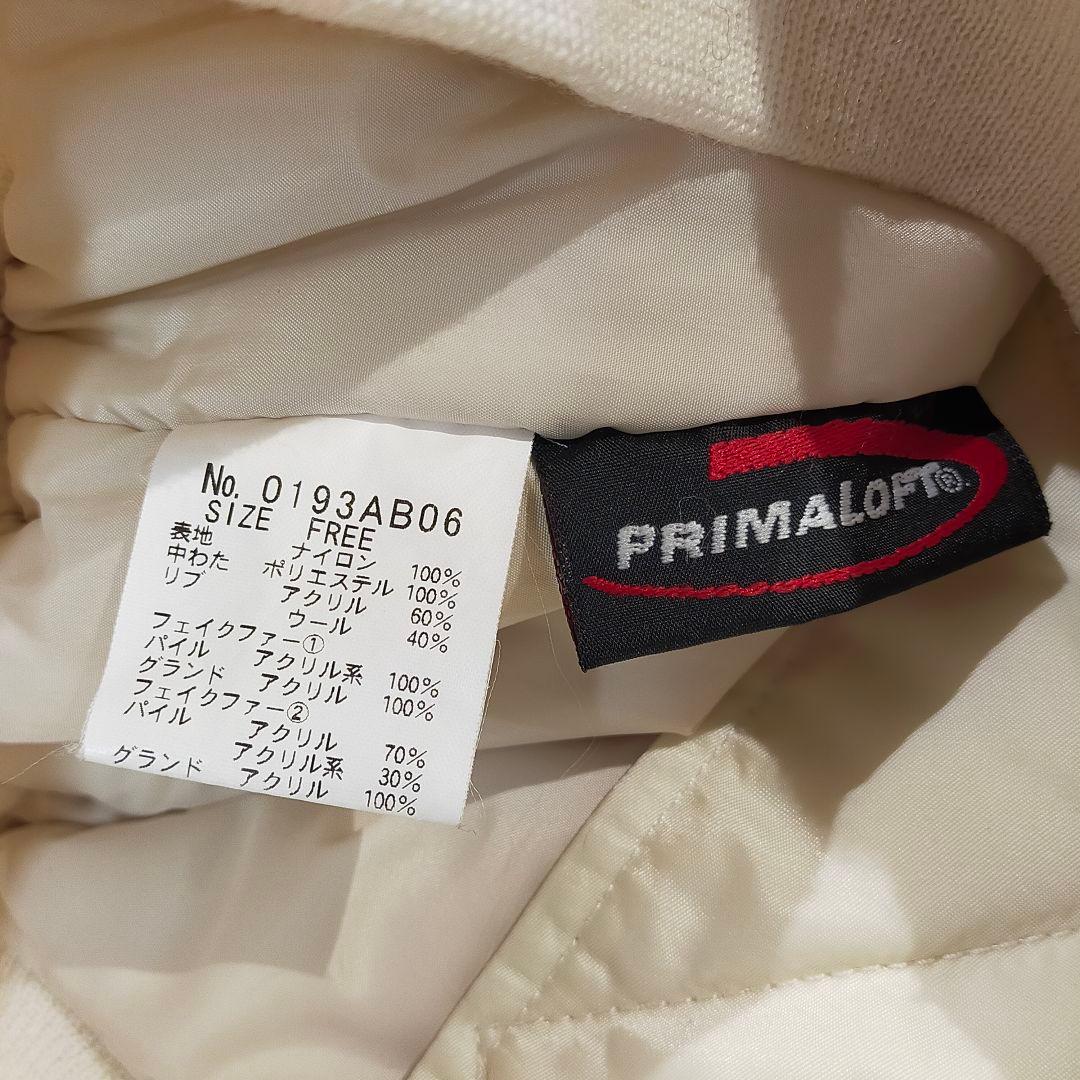 No. 0193AB06
SIZE FREE
表地 ナイロン 100%
中わた ポリエステル 100%
リブ アクリル 60%
ウール 40%
フェイクファー①
パイル アクリル系 100%
グランド アクリル 100%
フェイクファー②
パイル アクリル 70%
アクリル系 30%
グランド アクリル 100%
PRIMALOFT®